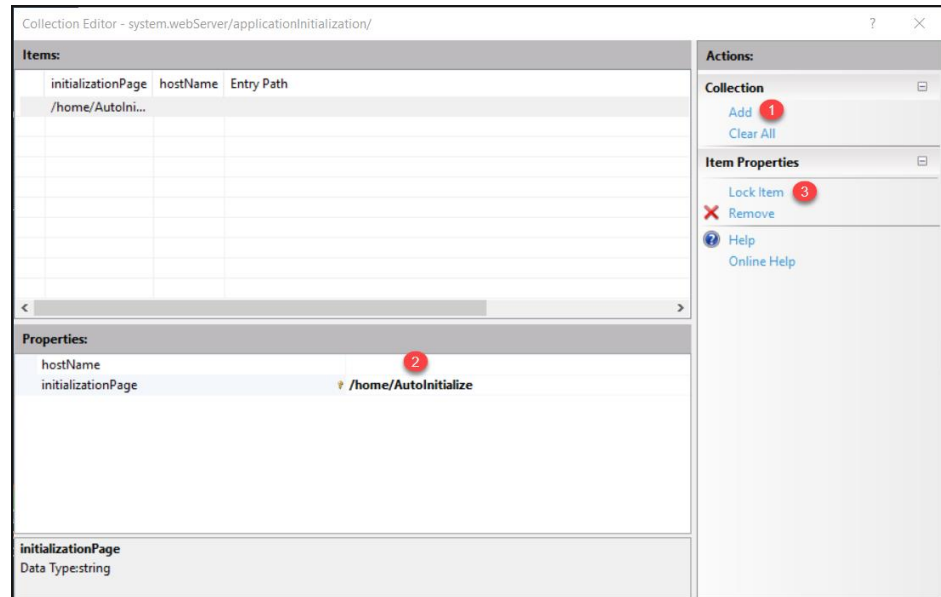 Collection Editor - system.webServer/applicationInitialization/
?
Items:
initializationPage hostName Entry Path
/home/AutoIni...
Properties:
hostName
2
initializationPage /home/AutoInitialize
initializationPage
Data Type:string
Actions:
Collection
Add 1
Clear All
Item Properties
Lock Item 3
Remove
? Help
Online Help